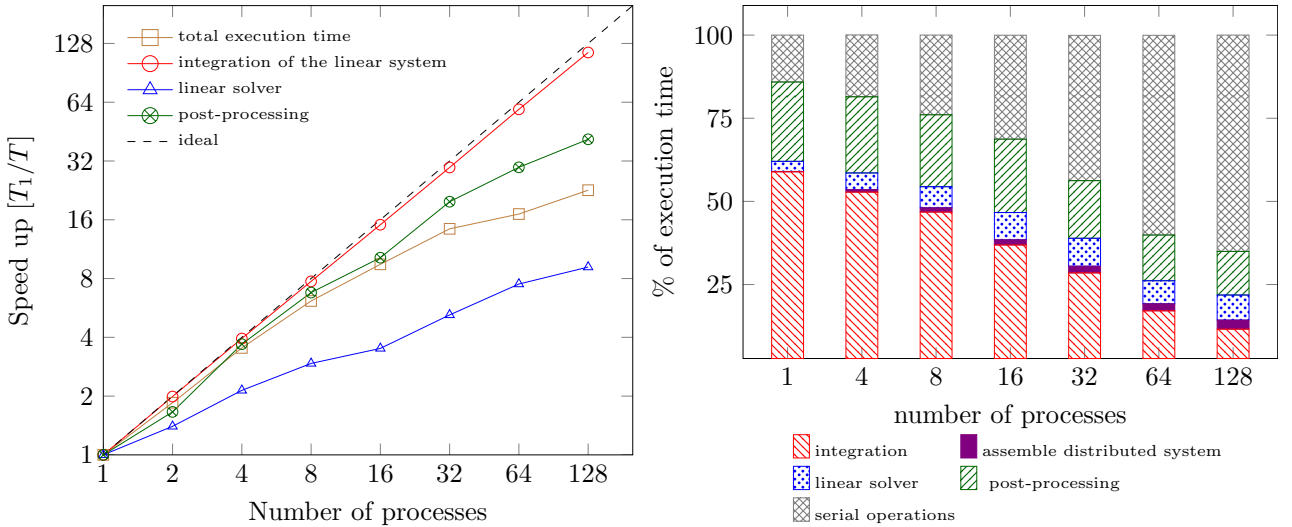 Speed up [T₁/T]
128
64
32
16
8
4
2
1
total execution time
integration of the linear system
linear solver
post-processing
ideal
1 2 4 8 16 32 64 128
Number of processes
% of execution time
100
75
50
25
1 4 8 16 32 64 128
number of processes
integration assemble distributed system
linear solver post-processing
serial operations